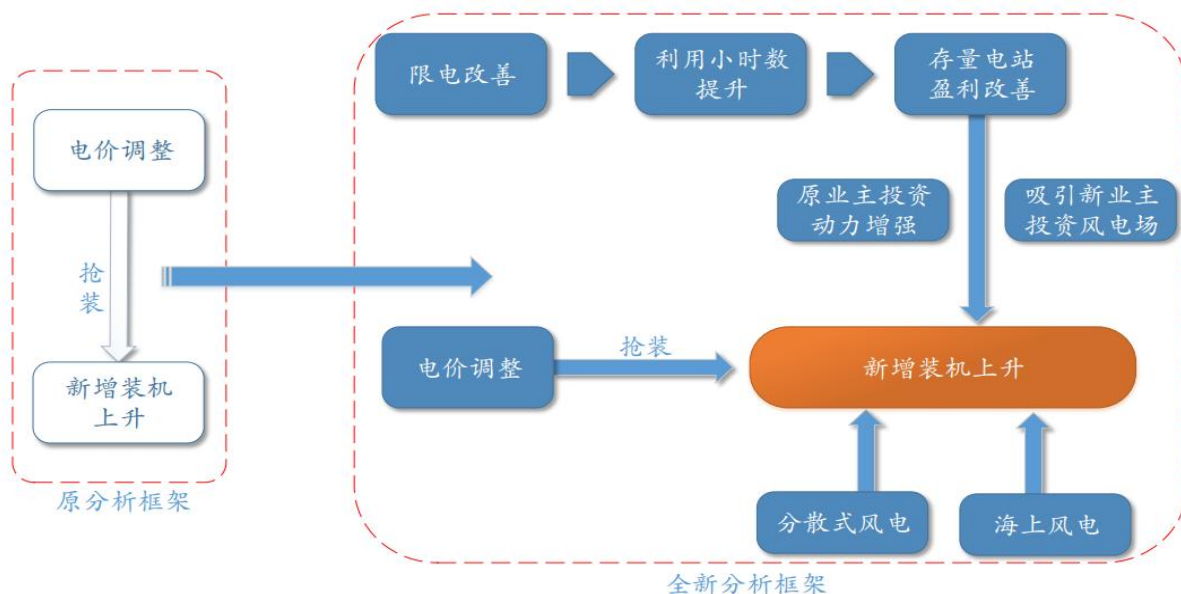 电价调整
抢
装
新增装机
上升
原分析框架
限电改善
利用小时数
提升
存量电站
盈利改善
原业主投资
动力增强
吸引新业主
投资风电场
电价调整
抢装
新增装机上升
分散式风电
海上风电
全新分析框架